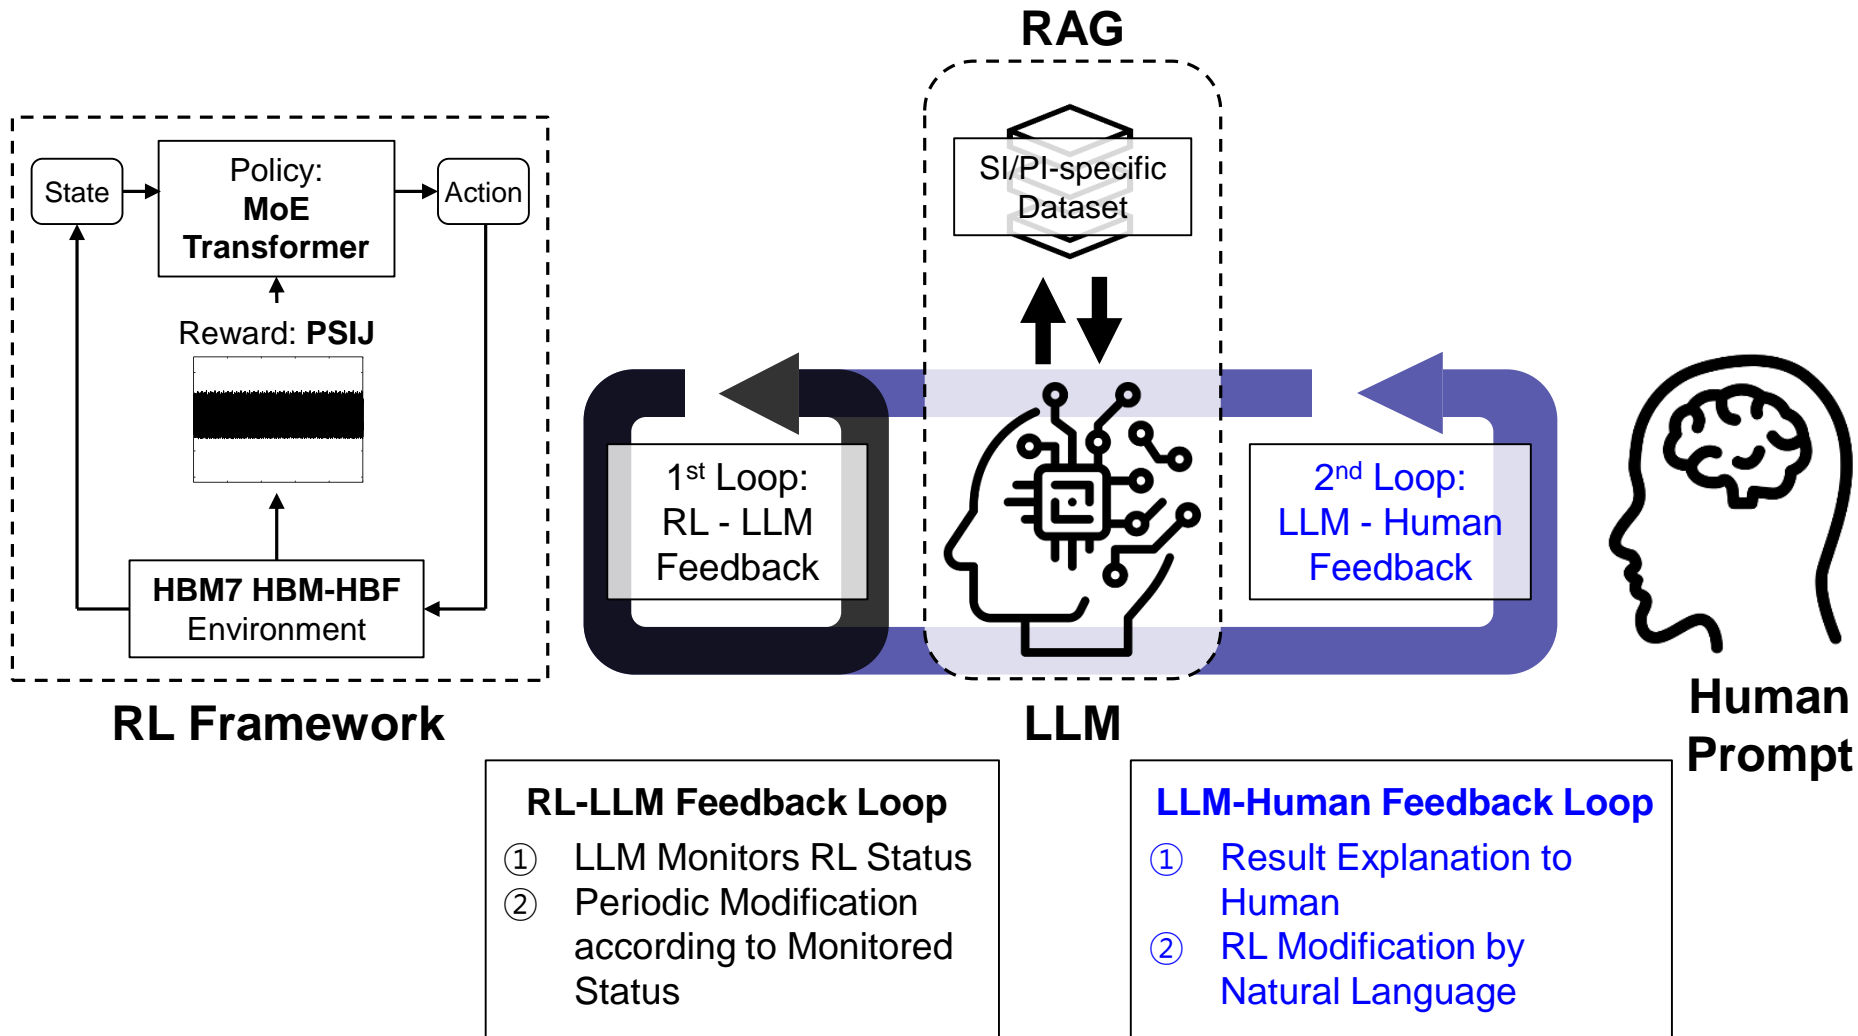 RAG
State
Policy:
MoE
Transformer
Action
Reward: PSIJ
HBM7 HBM-HBF
Environment
RL Framework
SI/PI-specific
Dataset
1st Loop:
RL - LLM
Feedback
2nd Loop:
LLM - Human
Feedback
LLM
Human
Prompt
RL-LLM Feedback Loop
① LLM Monitors RL Status
② Periodic Modification
according to Monitored
Status
LLM-Human Feedback Loop
① Result Explanation to
Human
② RL Modification by
Natural Language